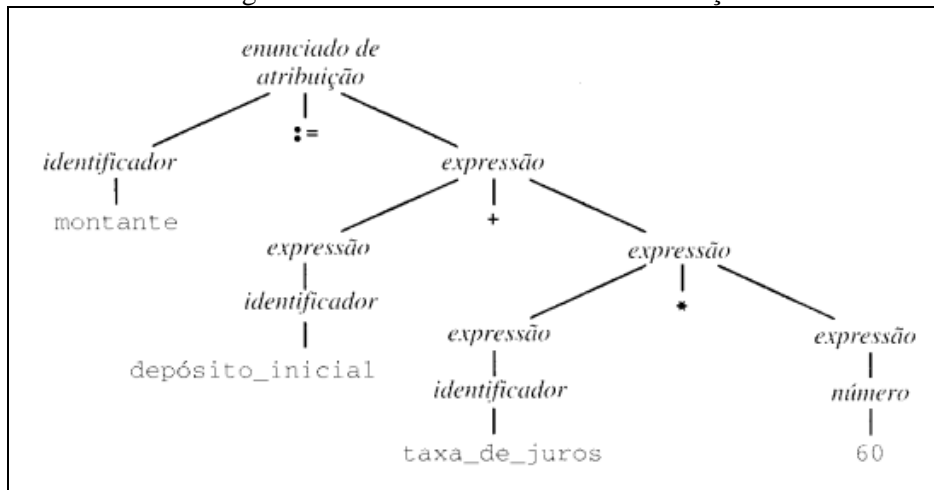 enunciado de
atribuição
:=
identificador
expressão
montante
+
expressão
expressão
*
identificador
expressão
expressão
depósito_inicial
identificador
número
taxa_de_juros
60